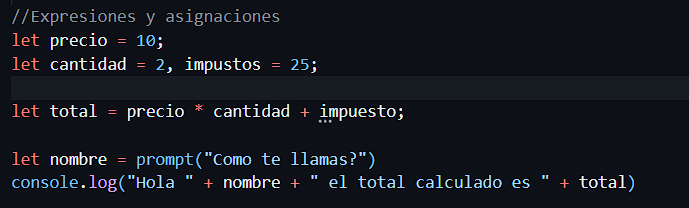 //Expresiones y asignaciones
let precio = 10;
let cantidad = 2, impustos = 25;
let total = precio * cantidad + impuesto;
let nombre = prompt("Como te llamas?")
console.log("Hola " + nombre + " el total calculado es " + total)